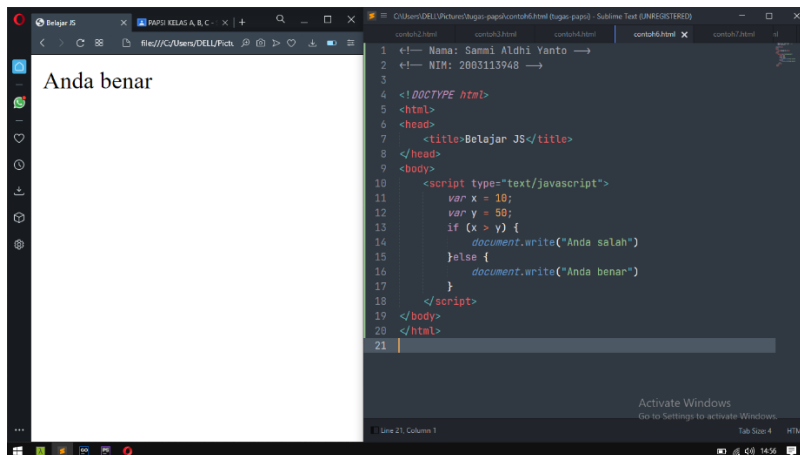 Belajar JS
PAPSI KELAS A, B, C -
file:///C:/Users/DELL/Pictu
Anda benar
C:\Users\DELL\Pictures\tugas-papsi\contoh6.html (tugas-papsi) - Sublime Text (UNREGISTERED)
contoh2.html contoh3.html contoh4.html contoh6.html contoh7.html
1 <!-- Nama: Sammi Aldhi Yanto -->
2 <!-- NIM: 2003113948 -->
3
4 <!DOCTYPE html>
5 <html>
6 <head>
7 <title>Belajar JS</title>
8 </head>
9 <body>
10 <script type="text/javascript">
11 var x = 10;
12 var y = 50;
13 if (x > y) {
14 document.write("Anda salah")
15 }else {
16 document.write("Anda benar")
17 }
18 </script>
19 </body>
20 </html>
21
Activate Windows
Go to Settings to activate Windows.
Line 21, Column 1
Tab Size: 4 HTM
14:56